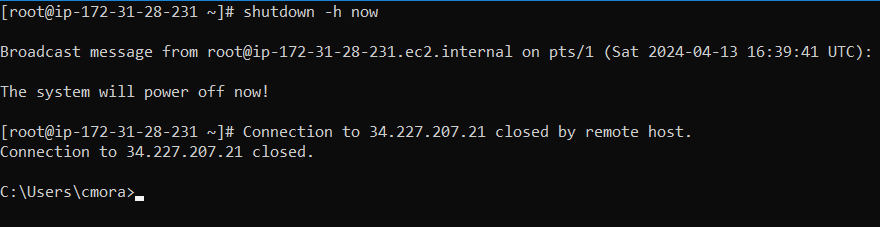 [root@ip-172-31-28-231 ~]# shutdown -h now
Broadcast message from root@ip-172-31-28-231.ec2.internal on pts/1 (Sat 2024-04-13 16:39:41 UTC):
The system will power off now!
[root@ip-172-31-28-231 ~]# Connection to 34.227.207.21 closed by remote host.
Connection to 34.227.207.21 closed.
C:\Users\cmora>